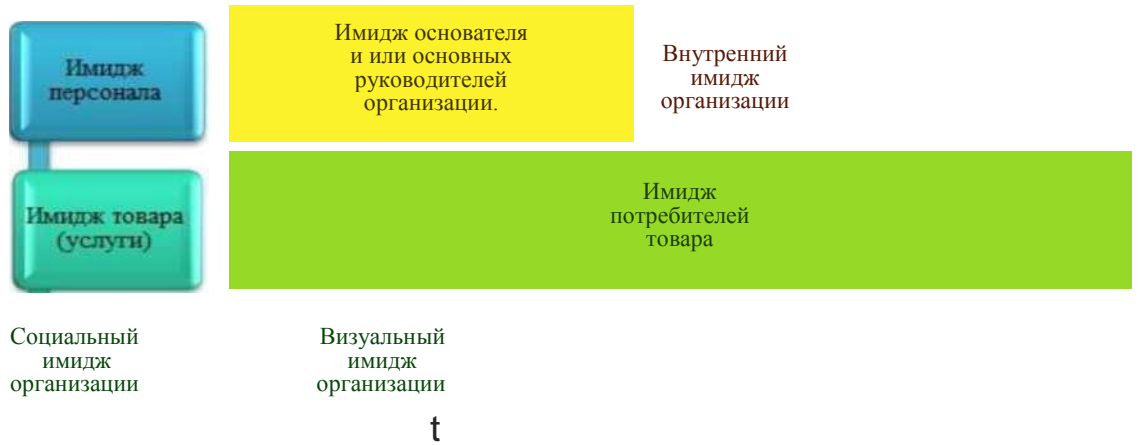 Имидж
персонала
Имидж основателя
и или основных
руководителей
организации.
Внутренний
имидж
организации
Имидж товара
(услуги)
Имидж
потребителей
товара
Социальный
имидж
организации
Визуальный
имидж
организации
t